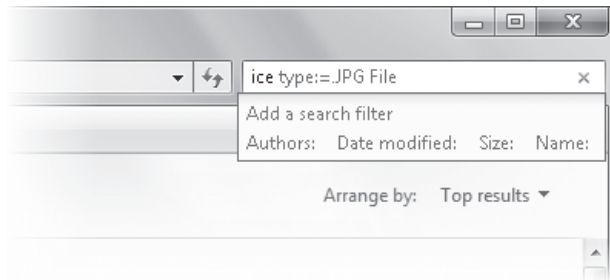 ice type:=.JPG File
Add a search filter
Authors: Date modified: Size: Name:
Arrange by: Top results